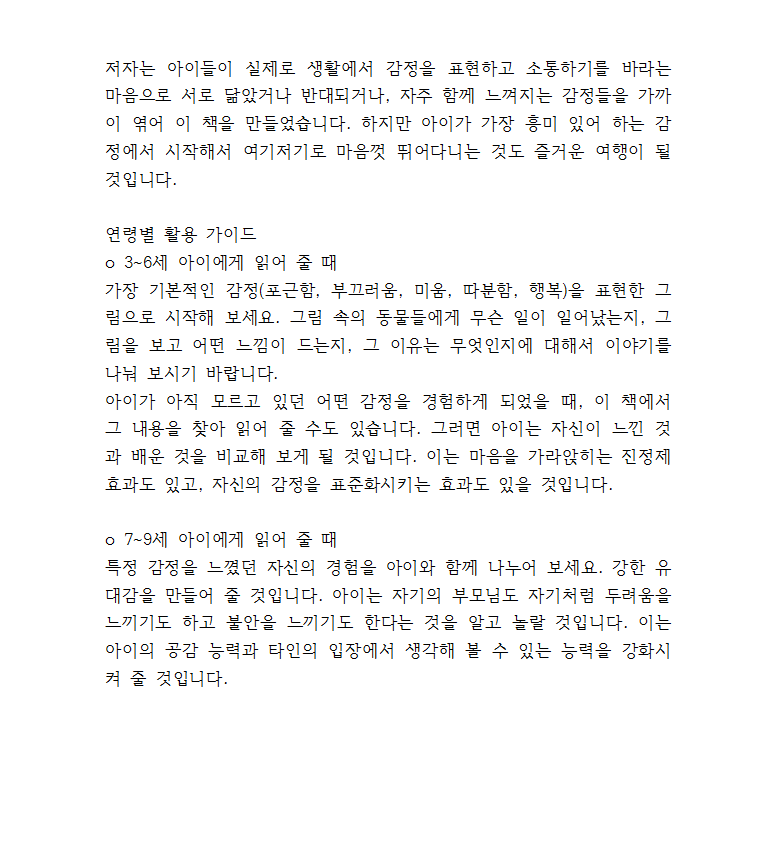 저자는 아이들이 실제로 생활에서 감정을 표현하고 소통하기를 바라는
마음으로 서로 닮았거나 반대되거나, 자주 함께 느껴지는 감정들을 가까
이 엮어 이 책을 만들었습니다. 하지만 아이가 가장 흥미 있어 하는 감
정에서 시작해서 여기저기로 마음껏 뛰어다니는 것도 즐거운 여행이 될
것입니다.
연령별 활용 가이드
o 3~6세 아이에게 읽어 줄 때
가장 기본적인 감정(포근함, 부끄러움, 미움, 따분함, 행복)을 표현한 그
림으로 시작해 보세요. 그림 속의 동물들에게 무슨 일이 일어났는지, 그
림을 보고 어떤 느낌이 드는지, 그 이유는 무엇인지에 대해서 이야기를
나눠 보시기 바랍니다.
아이가 아직 모르고 있던 어떤 감정을 경험하게 되었을 때, 이 책에서
그 내용을 찾아 읽어 줄 수도 있습니다. 그러면 아이는 자신이 느낀 것
과 배운 것을 비교해 보게 될 것입니다. 이는 마음을 가라앉히는 진정제
효과도 있고, 자신의 감정을 표준화시키는 효과도 있을 것입니다.
o 7~9세 아이에게 읽어 줄 때
특정 감정을 느꼈던 자신의 경험을 아이와 함께 나누어 보세요. 강한 유
대감을 만들어 줄 것입니다. 아이는 자기의 부모님도 자기처럼 두려움을
느끼기도 하고 불안을 느끼기도 한다는 것을 알고 놀랄 것입니다. 이는
아이의 공감 능력과 타인의 입장에서 생각해 볼 수 있는 능력을 강화시
켜 줄 것입니다.